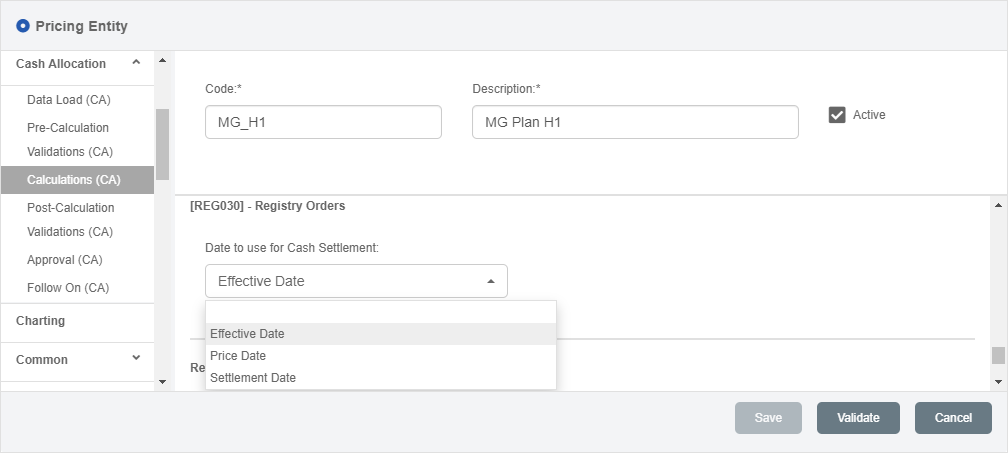 Pricing Entity
Cash Allocation
Data Load (CA)
Pre-Calculation
Validations (CA)
Calculations (CA)
Post-Calculation
Validations (CA)
Approval (CA)
Follow On (CA)
Charting
Common
Code:*
Description:*
MG_H1
MG Plan H1
Active
[REG030] - Registry Orders
Date to use for Cash Settlement:
Effective Date
Effective Date
Price Date
Settlement Date
Re
Save
Validate
Cancel